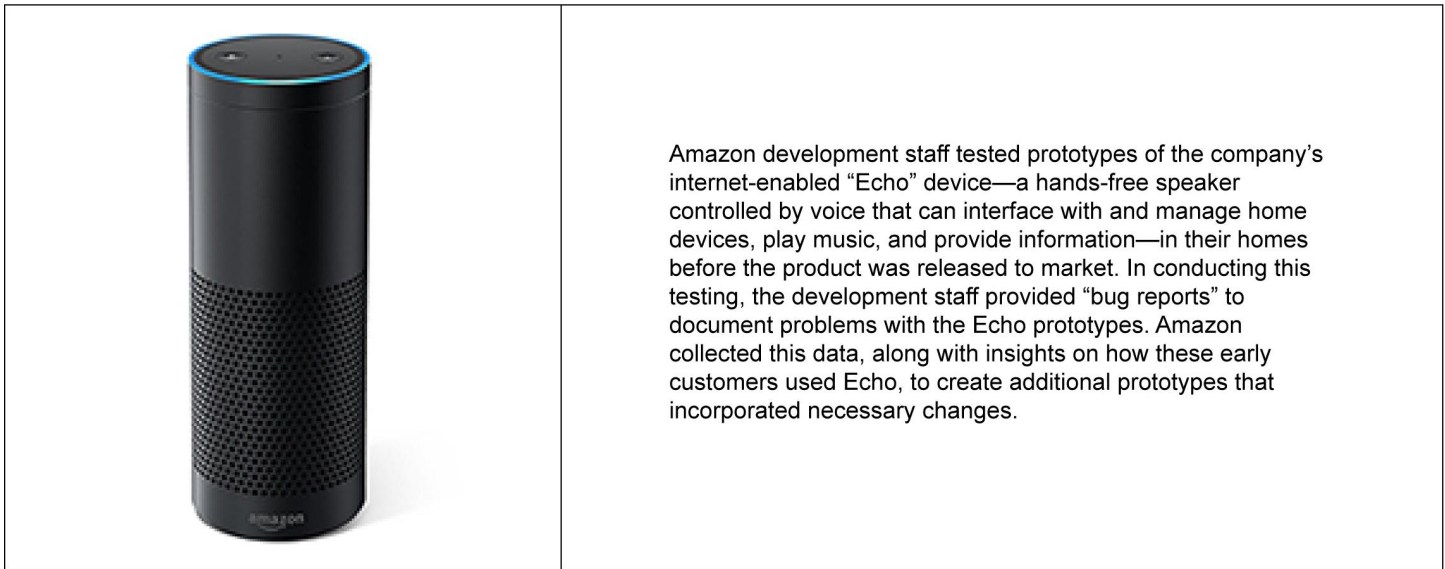 amazon
Amazon development staff tested prototypes of the company’s
internet-enabled “Echo” device—a hands-free speaker
controlled by voice that can interface with and manage home
devices, play music, and provide information—in their homes
before the product was released to market. In conducting this
testing, the development staff provided “bug reports” to
document problems with the Echo prototypes. Amazon
collected this data, along with insights on how these early
customers used Echo, to create additional prototypes that
incorporated necessary changes.